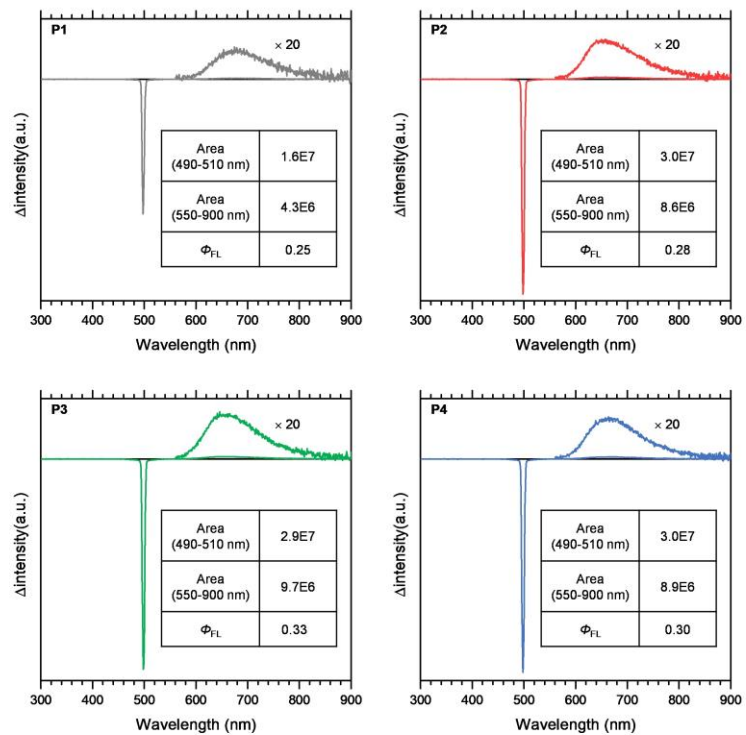 P1
× 20
Δintensity(a.u.)
Area
(490-510 nm)
1.6E7
Area
(550-900 nm)
4.3E6
ΦFL
0.25
300 400 500 600 700 800 900
Wavelength (nm)
P2
× 20
Δintensity(a.u.)
Area
(490-510 nm)
3.0E7
Area
(550-900 nm)
8.6E6
ΦFL
0.28
300 400 500 600 700 800 900
Wavelength (nm)
P3
× 20
Δintensity(a.u.)
Area
(490-510 nm)
2.9E7
Area
(550-900 nm)
9.7E6
ΦFL
0.33
300 400 500 600 700 800 900
Wavelength (nm)
P4
× 20
Δintensity(a.u.)
Area
(490-510 nm)
3.0E7
Area
(550-900 nm)
8.9E6
ΦFL
0.30
300 400 500 600 700 800 900
Wavelength (nm)